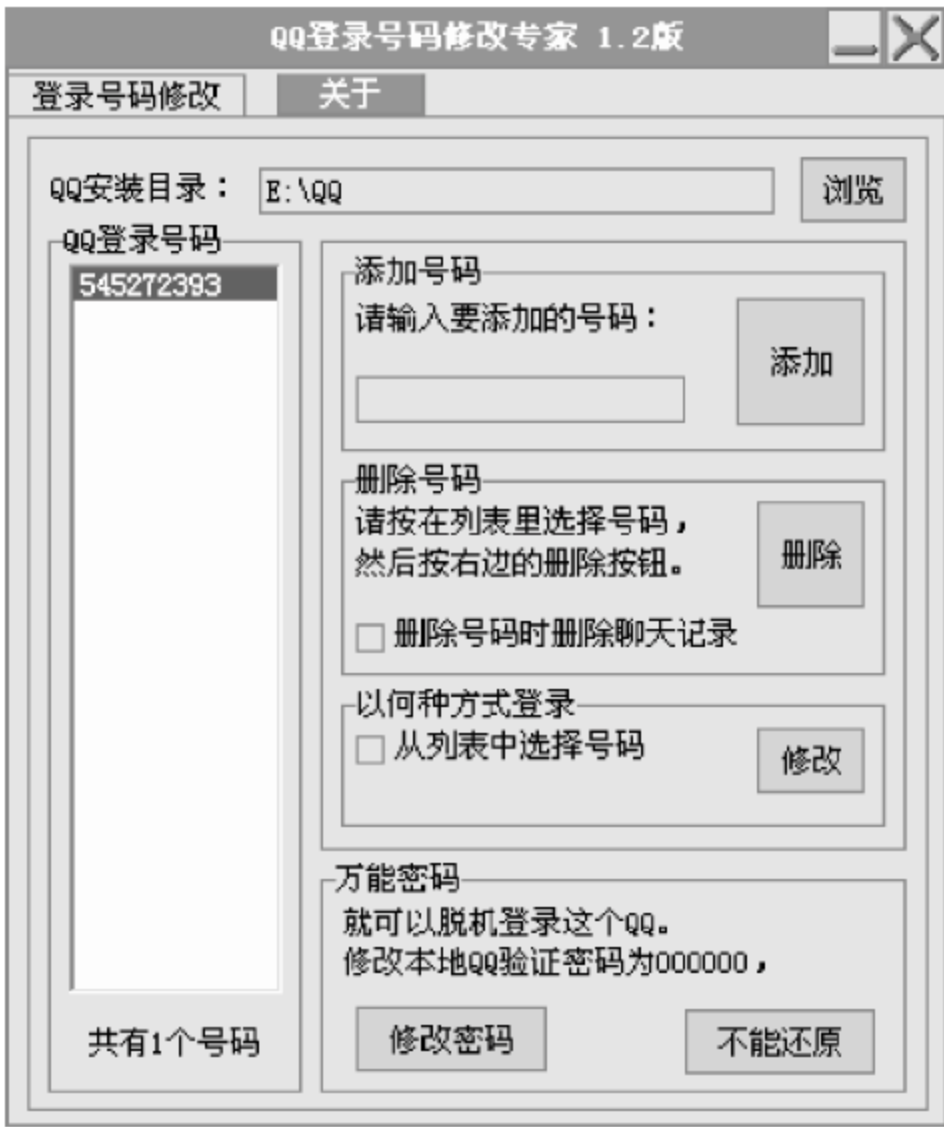 QQ登录号码修改专家 1.2版
登录号码修改
关于
QQ安装目录：
E:\QQ
浏览
QQ登录号码
545272393
共有1个号码
添加号码
请输入要添加的号码：
添加
删除号码
请按在列表里选择号码，
然后按右边的删除按钮。
删除
删除号码时删除聊天记录
以何种方式登录
从列表中选择号码
修改
万能密码
就可以脱机登录这个QQ。
修改本地QQ验证密码为000000，
修改密码
不能还原